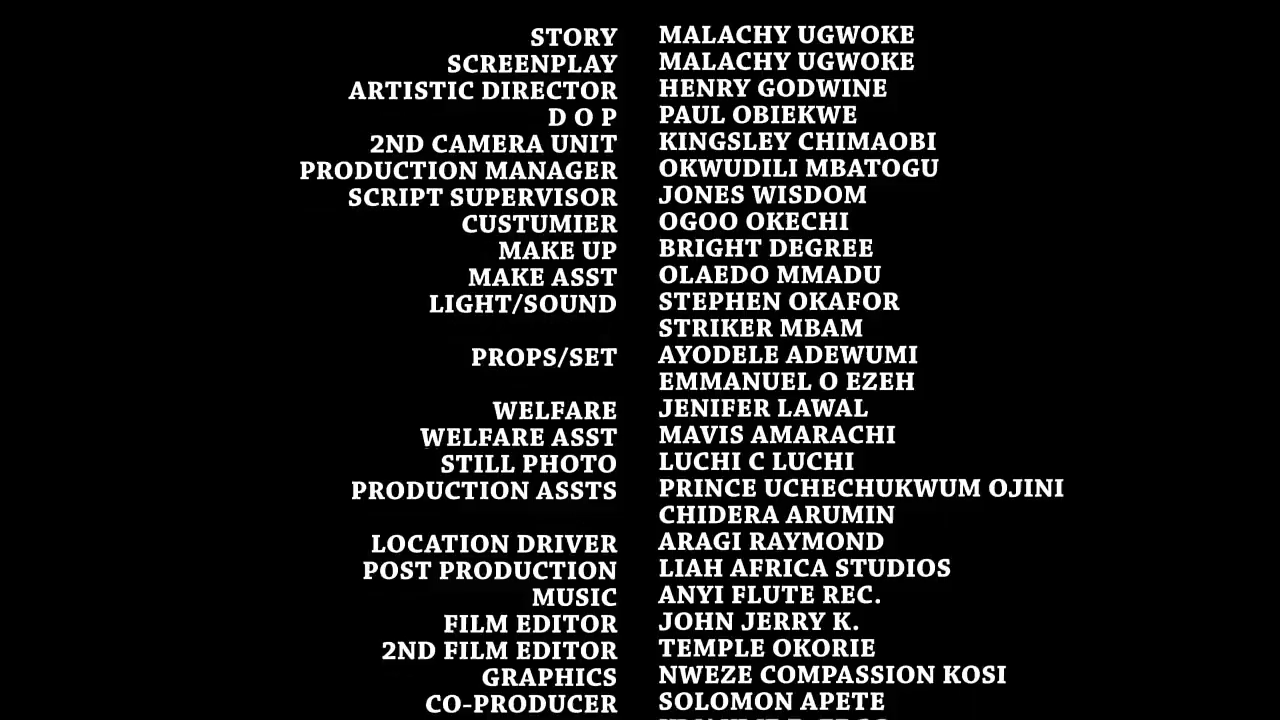 STORY MALACHY UGWOKE
SCREENPLAY MALACHY UGWOKE
ARTISTIC DIRECTOR HENRY GODWINE
D O P PAUL OBIEKWE
2ND CAMERA UNIT KINGSLEY CHIMAOBI
PRODUCTION MANAGER OKWUDILI MBATOGU
SCRIPT SUPERVISOR JONES WISDOM
CUSTUMIER OGOO OKECHI
MAKE UP BRIGHT DEGREE
MAKE ASST OLAEDO MMADU
LIGHT/SOUND STEPHEN OKAFOR
STRIKER MBAM
PROPS/SET AYODELE ADEWUMI
EMMANUEL O EZEH
WELFARE JENIFER LAWAL
WELFARE ASST MAVIS AMARACHI
STILL PHOTO LUCHI C LUCHI
PRODUCTION ASSTS PRINCE UCHECHUKWUM OJINI
CHIDERA ARUMIN
LOCATION DRIVER ARAGI RAYMOND
POST PRODUCTION LIAH AFRICA STUDIOS
MUSIC ANYI FLUTE REC.
FILM EDITOR JOHN JERRY K.
2ND FILM EDITOR TEMPLE OKORIE
GRAPHICS NWEZE COMPASSION KOSI
CO-PRODUCER SOLOMON APETE